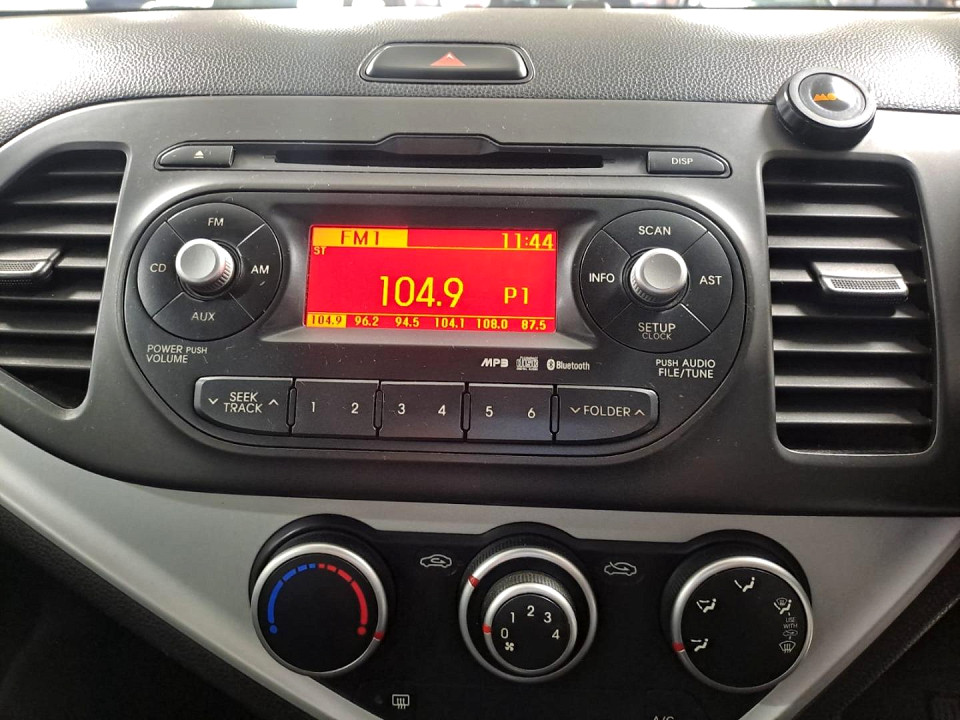 DISP
FM
CD
AM
AUX
POWER PUSH
VOLUME
FM1 11:44
ST
104.9 P1
104.9 96.2 94.5 104.1 108.0 87.5
SCAN
INFO
AST
SETUP
CLOCK
PUSH AUDIO
FILE/TUNE
MP3
Bluetooth
SEEK
TRACK
1 2 3 4 5 6
FOLDER
0 1 2 3 4
USE
WITH